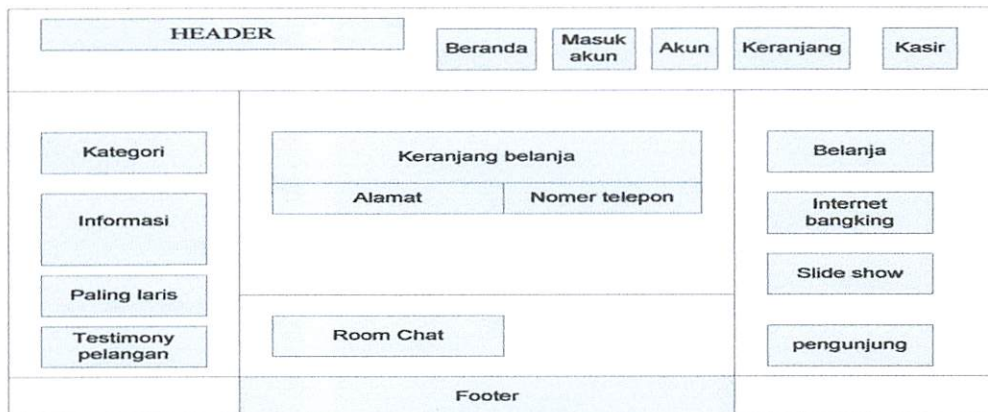 HEADER
Beranda
Masuk
akun
Akun
Keranjang
Kasir
Kategori
Informasi
Paling laris
Testimony
pelangan
Keranjang belanja
Alamat
Nomer telepon
Room Chat
Belanja
Internet
bangking
Slide show
pengunjung
Footer